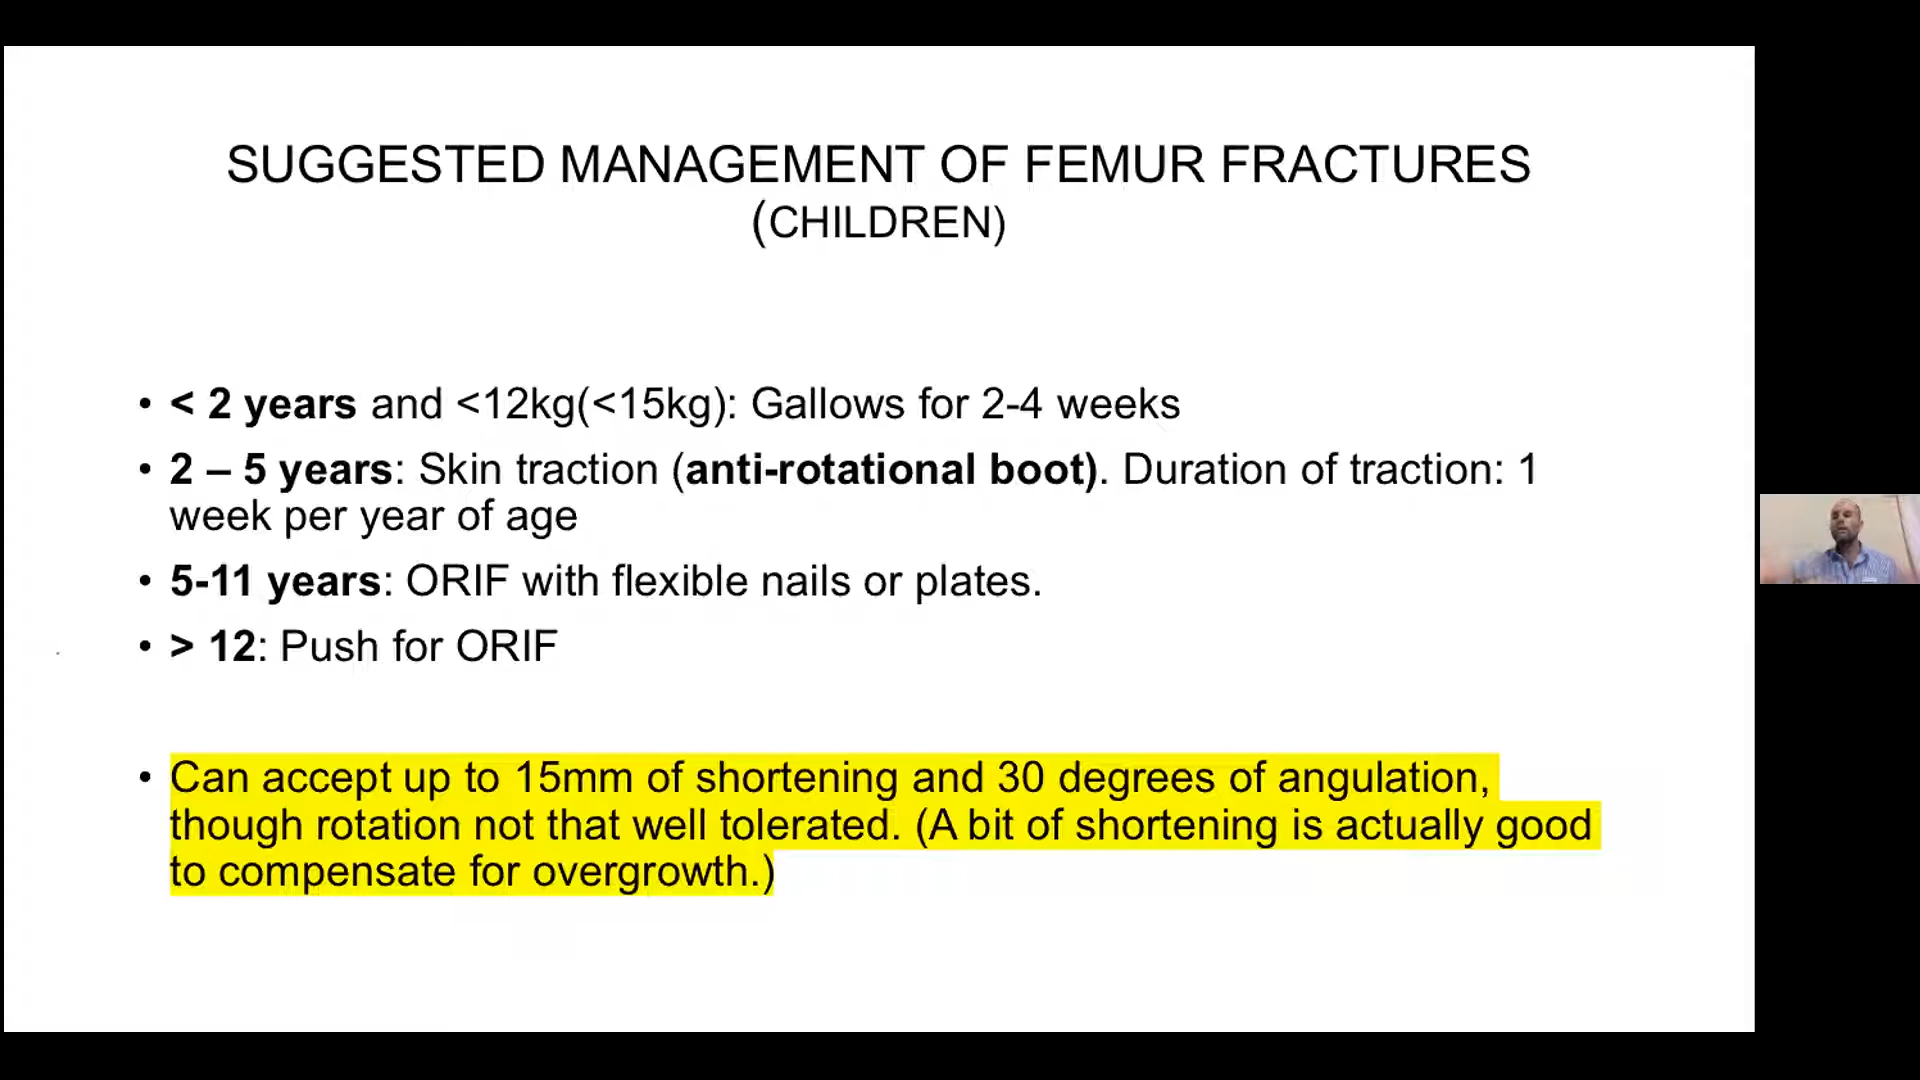 SUGGESTED MANAGEMENT OF FEMUR FRACTURES
(CHILDREN)
• < 2 years and <12kg(<15kg): Gallows for 2-4 weeks
• 2 – 5 years: Skin traction (anti-rotational boot). Duration of traction: 1
week per year of age
• 5-11 years: ORIF with flexible nails or plates.
• > 12: Push for ORIF
• Can accept up to 15mm of shortening and 30 degrees of angulation,
though rotation not that well tolerated. (A bit of shortening is actually good
to compensate for overgrowth.)